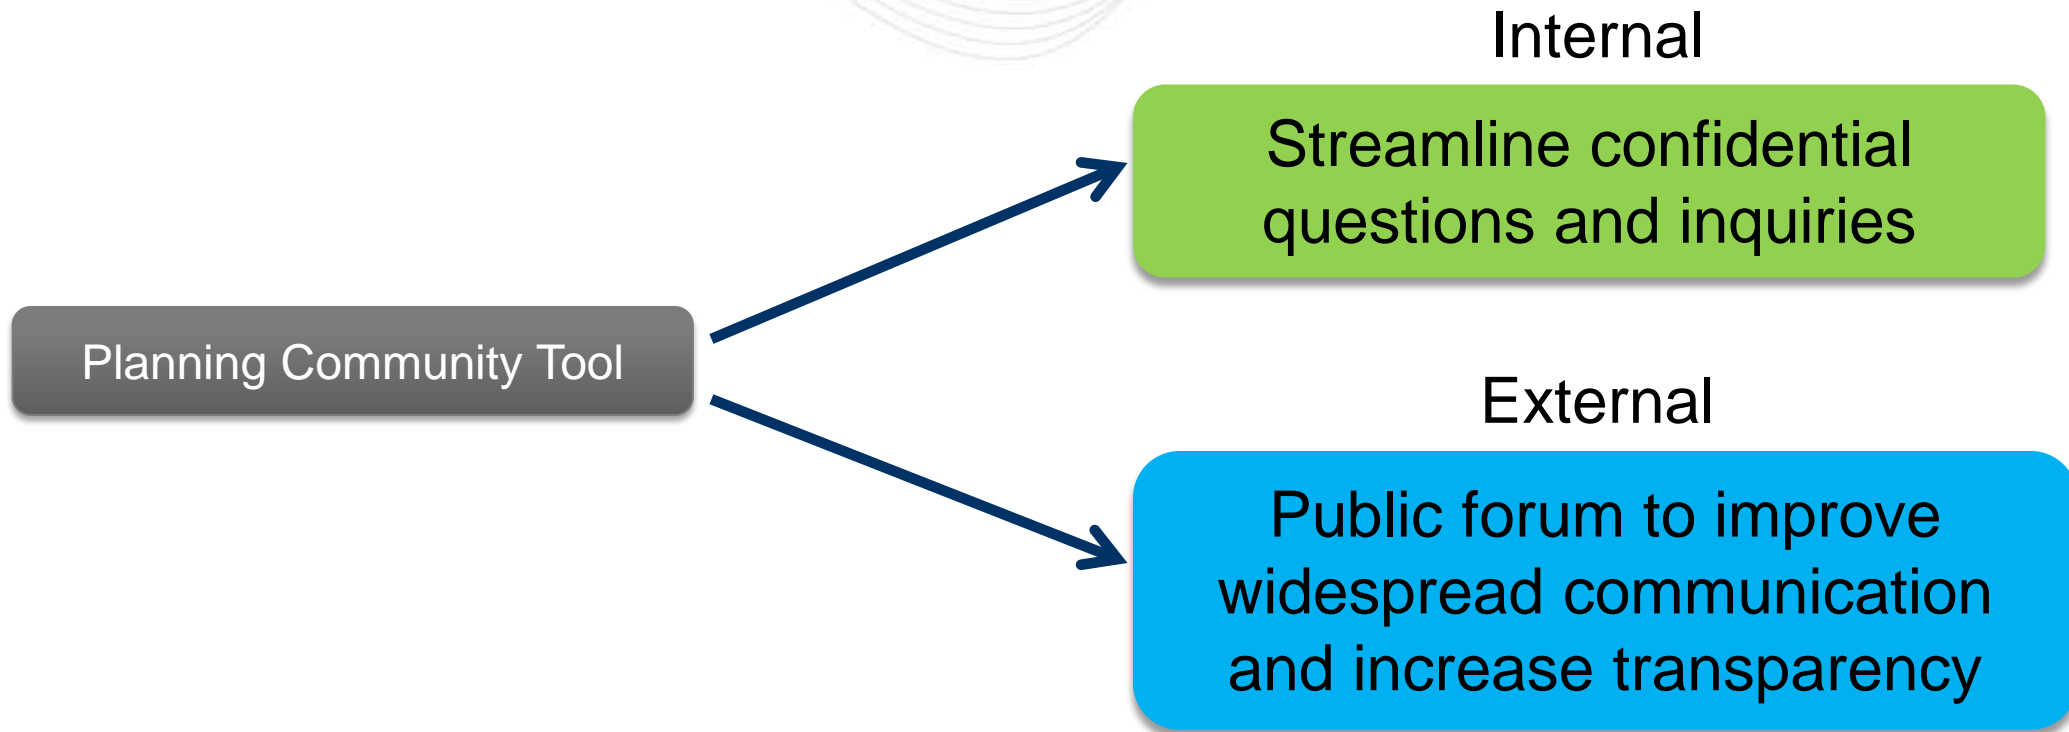 Internal
Streamline confidential
questions and inquiries
Planning Community Tool
External
Public forum to improve
widespread communication
and increase transparency